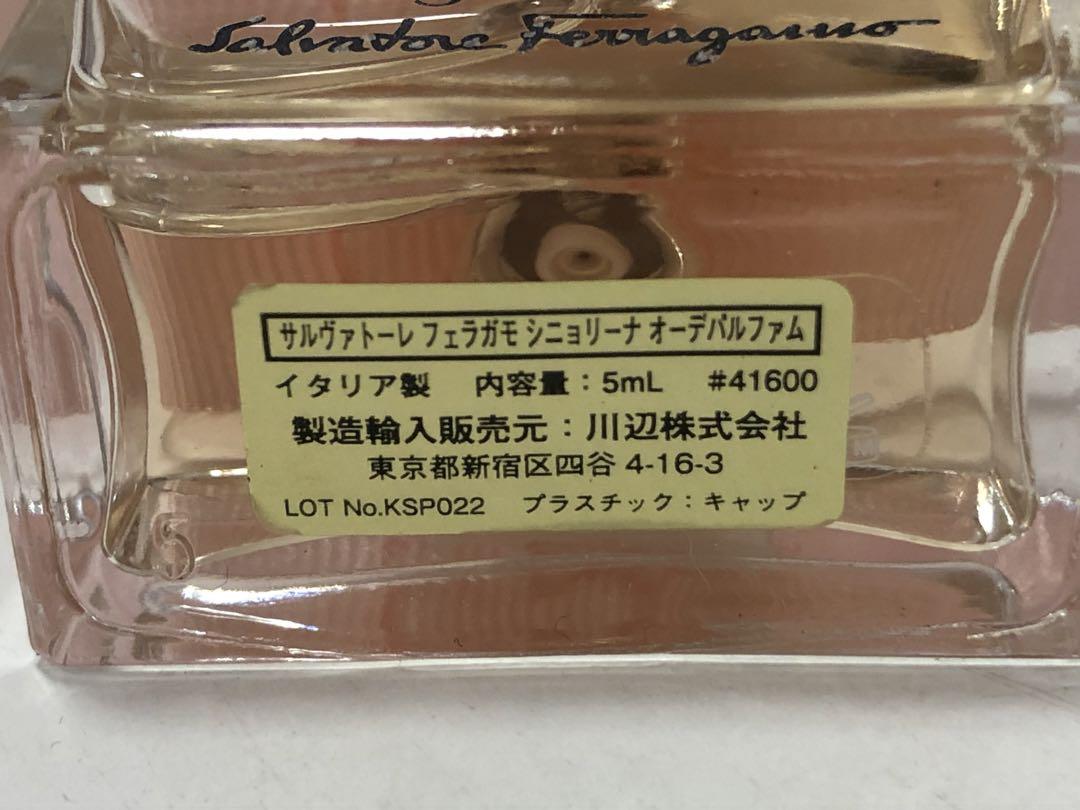 Salvatore Ferragamo
サルヴァトーレ フェラガモ シニョリーナ オーデパルファム
イタリア製 内容量：5mL #41600
製造輸入販売元：川辺株式会社
東京都新宿区四谷 4-16-3
LOT No.KSP022 プラスチック：キャップ
5